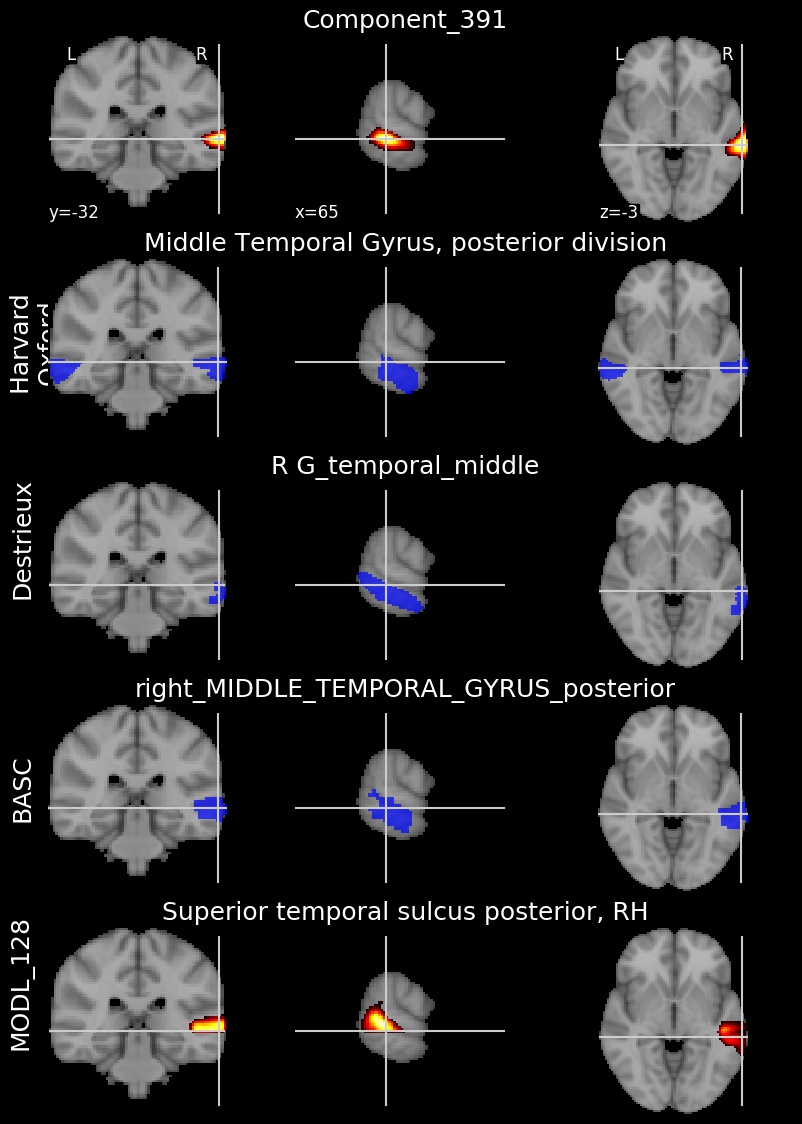 Component_391
L R
L R
y=-32
x=65
z=-3
Middle Temporal Gyrus, posterior division
Harvard
Oxford
R G_temporal_middle
Destrieux
right_MIDDLE_TEMPORAL_GYRUS_posterior
BASC
Superior temporal sulcus posterior, RH
MODL_128